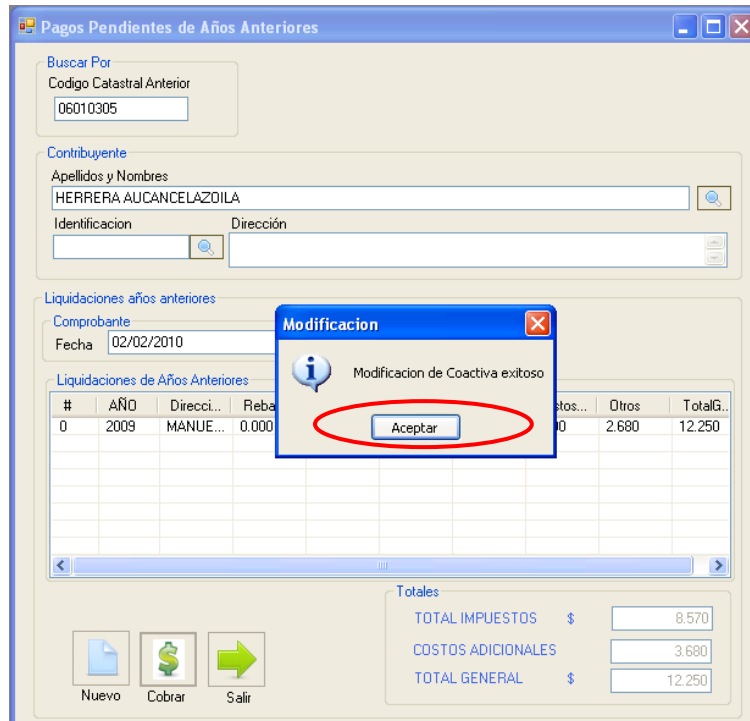 Pagos Pendientes de Años Anteriores
Buscar Por
Codigo Catastral Anterior
06010305
Contribuyente
Apellidos y Nombres
HERRERA AUCANCELAZOILA
Identificacion Dirección
Liquidaciones años anteriores
Comprobante
Fecha 02/02/2010
Modificacion
Modificacion de Coactiva exitoso
Aceptar
Liquidaciones de Años Anteriores
# AÑO Direcci... Reba stos... Otros TotalG..
0 2009 MANUE... 0.000 2.680 12.250
Totales
TOTAL IMPUESTOS $ 8.570
COSTOS ADICIONALES 3.680
TOTAL GENERAL $ 12.250
Nuevo Cobrar Salir